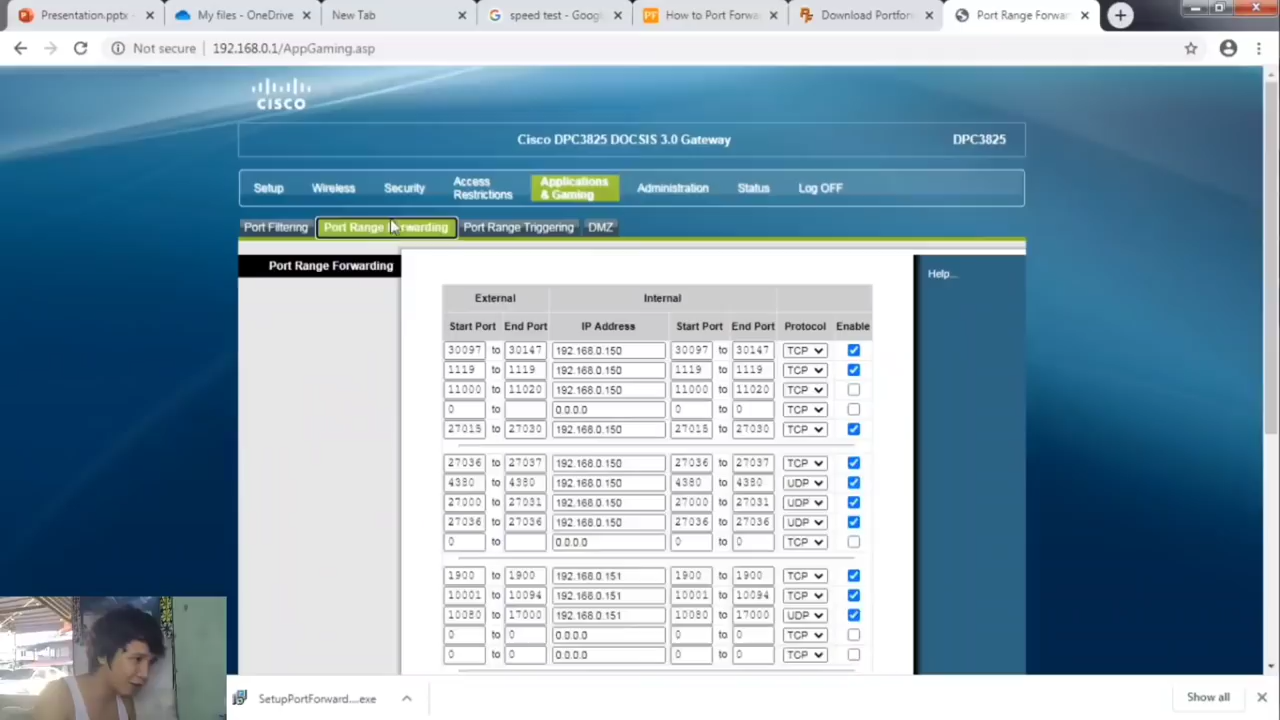 Presentation.pptx
My files - OneDrive
New Tab
speed test - Googl
How to Port Forwar
Download Portforw
Port Range Forwar
Not secure
192.168.0.1/AppGaming.asp
CISCO
Cisco DPC3825 DOCSIS 3.0 Gateway
DPC3825
Setup
Wireless
Security
Access Restrictions
Applications & Gaming
Administration
Status
Log OFF
Port Filtering
Port Range Forwarding
Port Range Triggering
DMZ
Port Range Forwarding
Help...
External Internal
Start Port End Port IP Address Start Port End Port Protocol Enable
30097 to 30147 192.168.0.150 30097 to 30147 TCP
1119 to 1119 192.168.0.150 1119 to 1119 TCP
11000 to 11020 192.168.0.150 11000 to 11020 TCP
0 to 0.0.0.0 0 to 0 TCP
27015 to 27030 192.168.0.150 27015 to 27030 TCP
27036 to 27037 192.168.0.150 27036 to 27037 TCP
4380 to 4380 192.168.0.150 4380 to 4380 UDP
27000 to 27031 192.168.0.150 27000 to 27031 UDP
27036 to 27036 192.168.0.150 27036 to 27036 UDP
0 to 0.0.0.0 0 to 0 TCP
1900 to 1900 192.168.0.151 1900 to 1900 TCP
10001 to 10094 192.168.0.151 10001 to 10094 TCP
10080 to 17000 192.168.0.151 10080 to 17000 UDP
0 to 0 0.0.0.0 0 to 0 TCP
0 to 0 0.0.0.0 0 to 0 TCP
SetupPortForward....exe
Show all